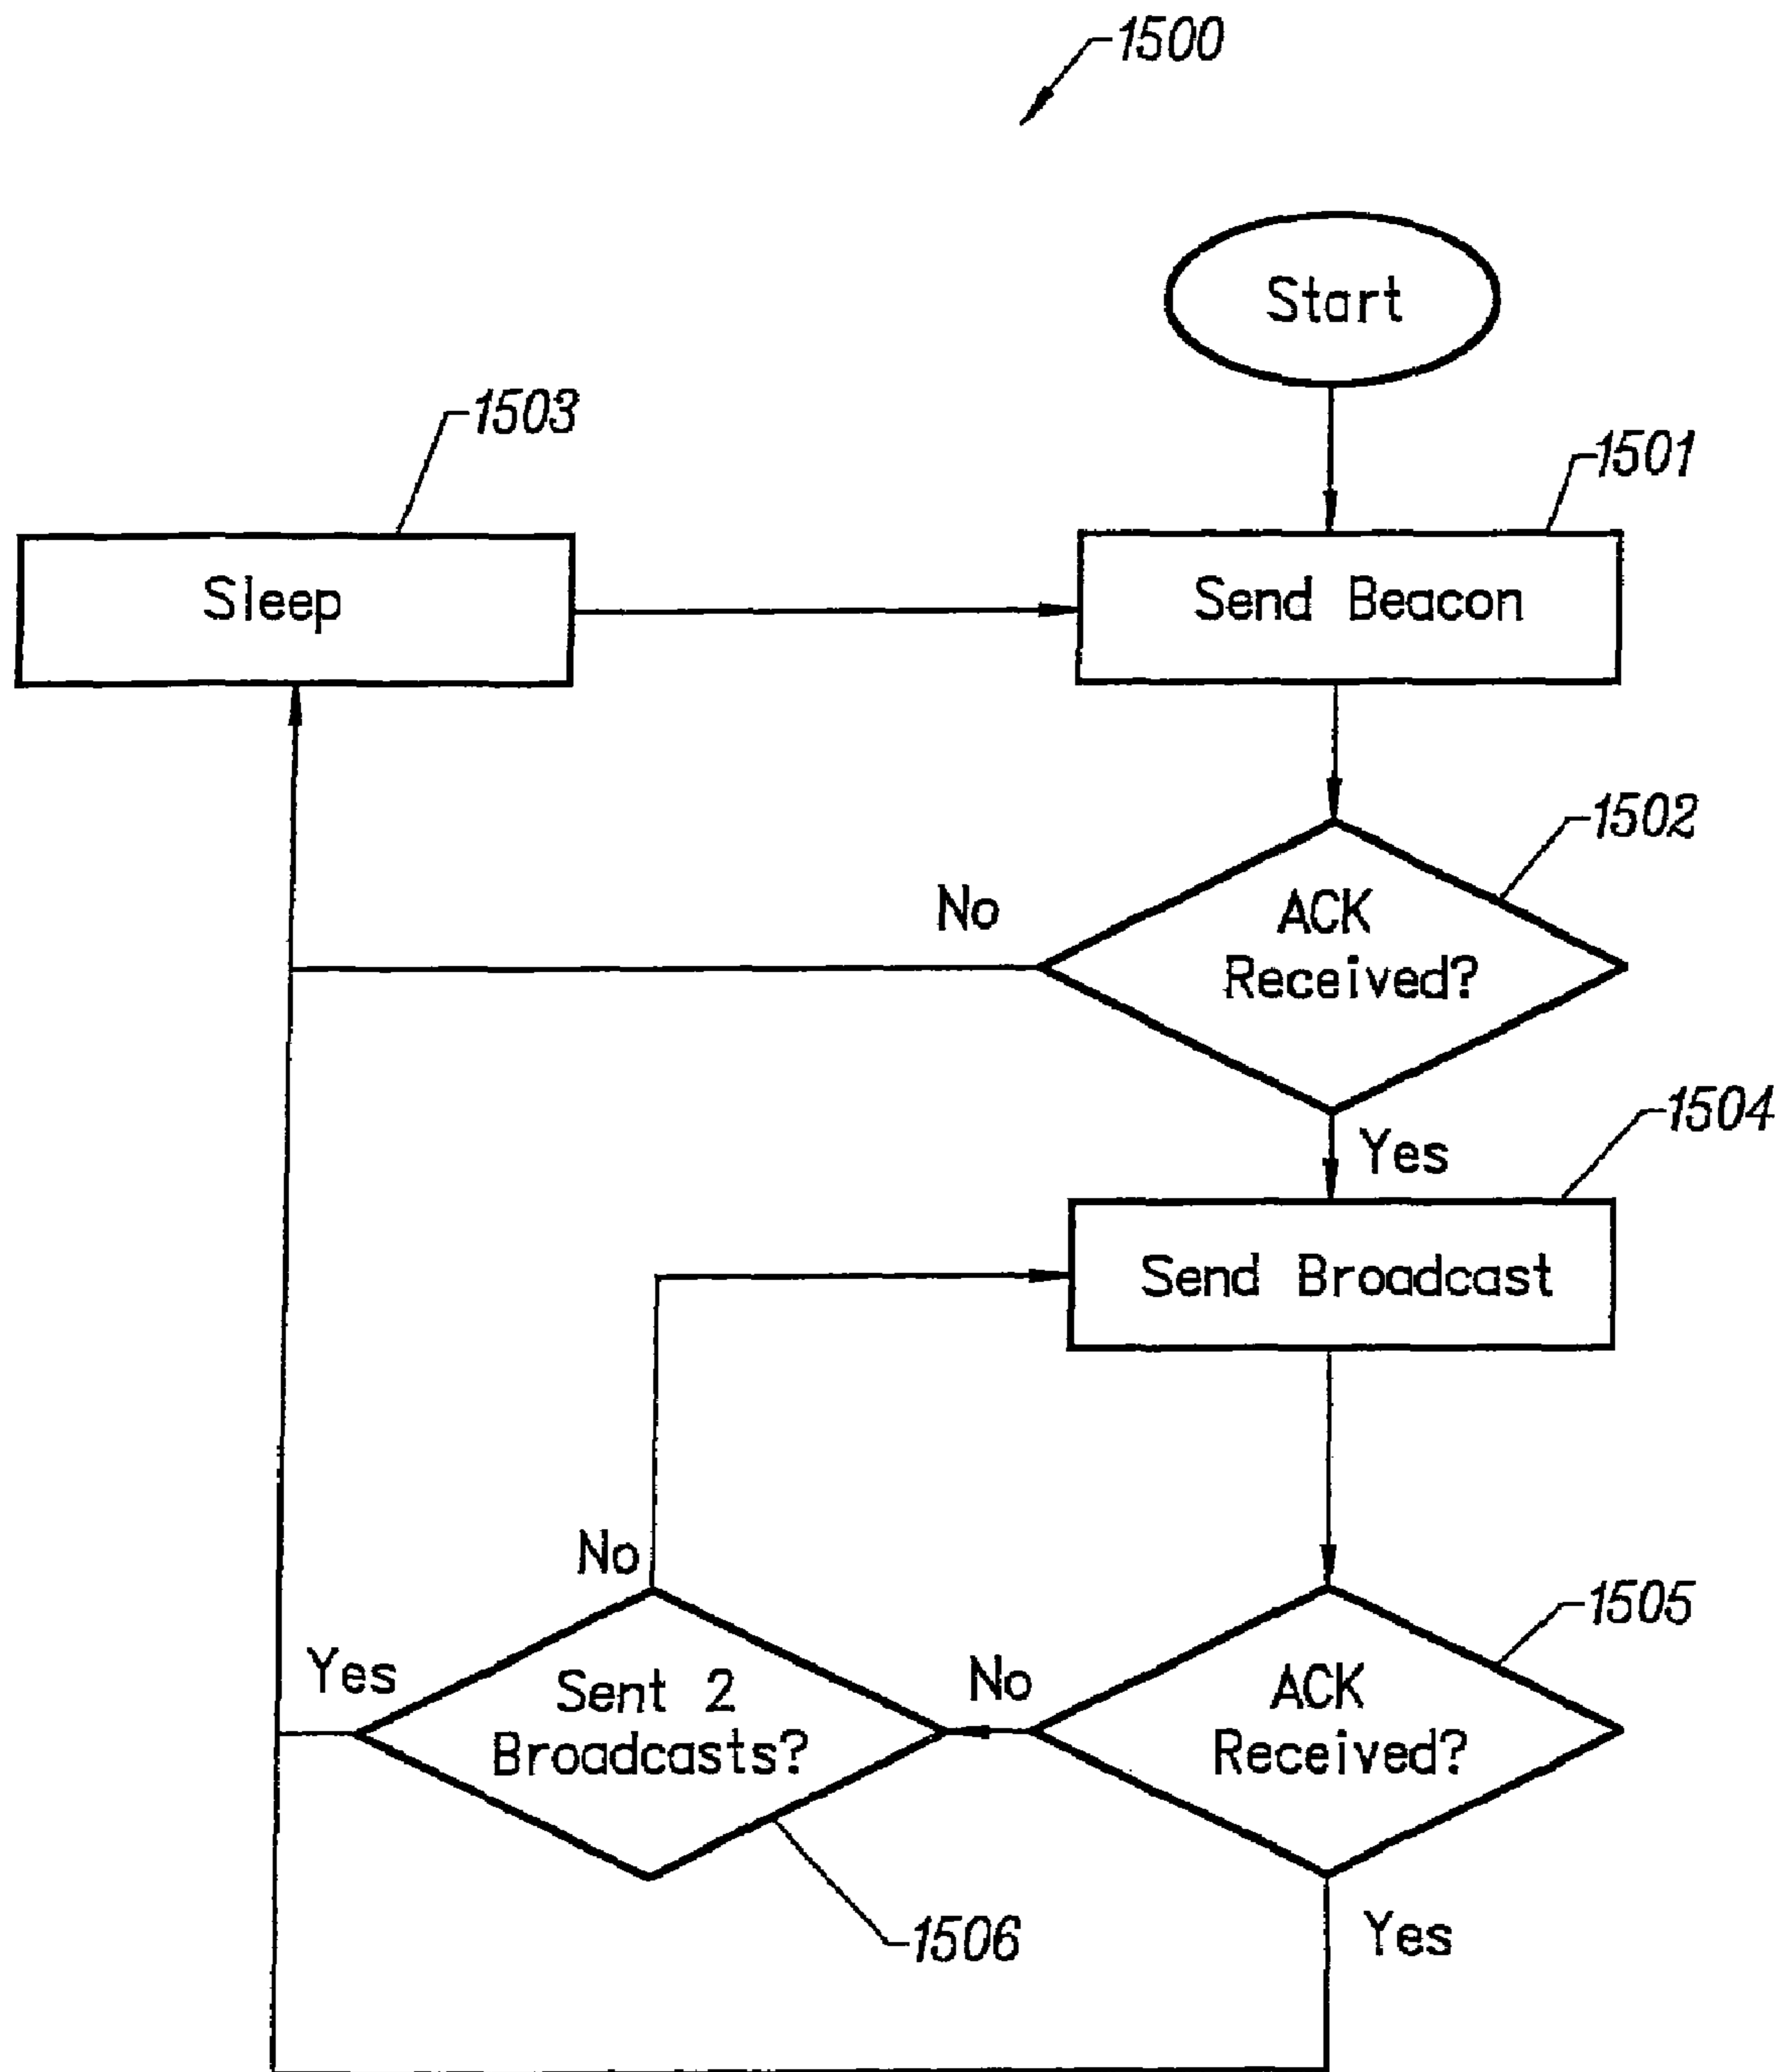 1500
Start
1503
1501
Sleep
Send Beacon
1502
No
ACK
Received?
1504
Yes
Send Broadcast
No
1505
Yes
Sent 2
Broadcasts?
No
ACK
Received?
1506
Yes